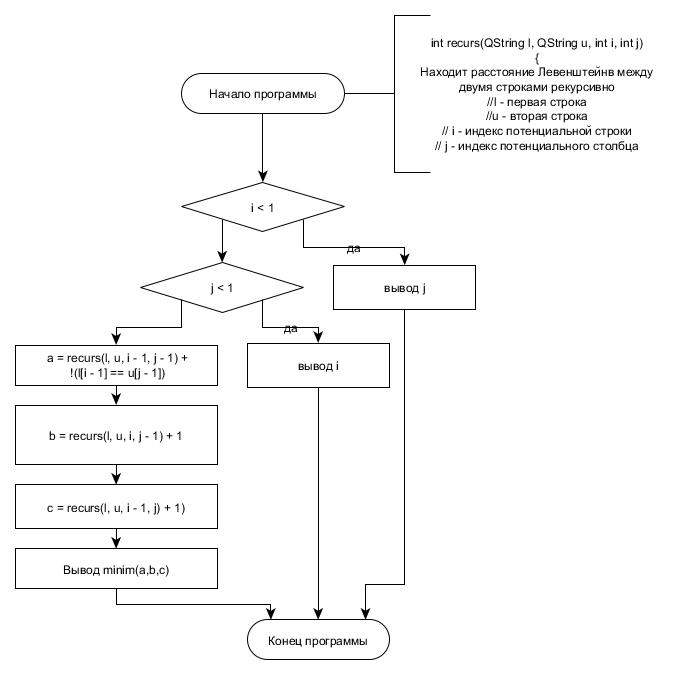 int recurs(QString l, QString u, int i, int j)
{
Находит расстояние Левенштейнв между
двумя строками рекурсивно
//l - первая строка
//u - вторая строка
// i - индекс потенциальной строки
// j - индекс потенциального столбца
Начало программы
i < 1
да
j < 1
вывод j
да
a = recurs(l, u, i - 1, j - 1) +
!(l[i - 1] == u[j - 1])
вывод i
b = recurs(l, u, i, j - 1) + 1
c = recurs(l, u, i - 1, j) + 1)
Вывод minim(a,b,c)
Конец программы